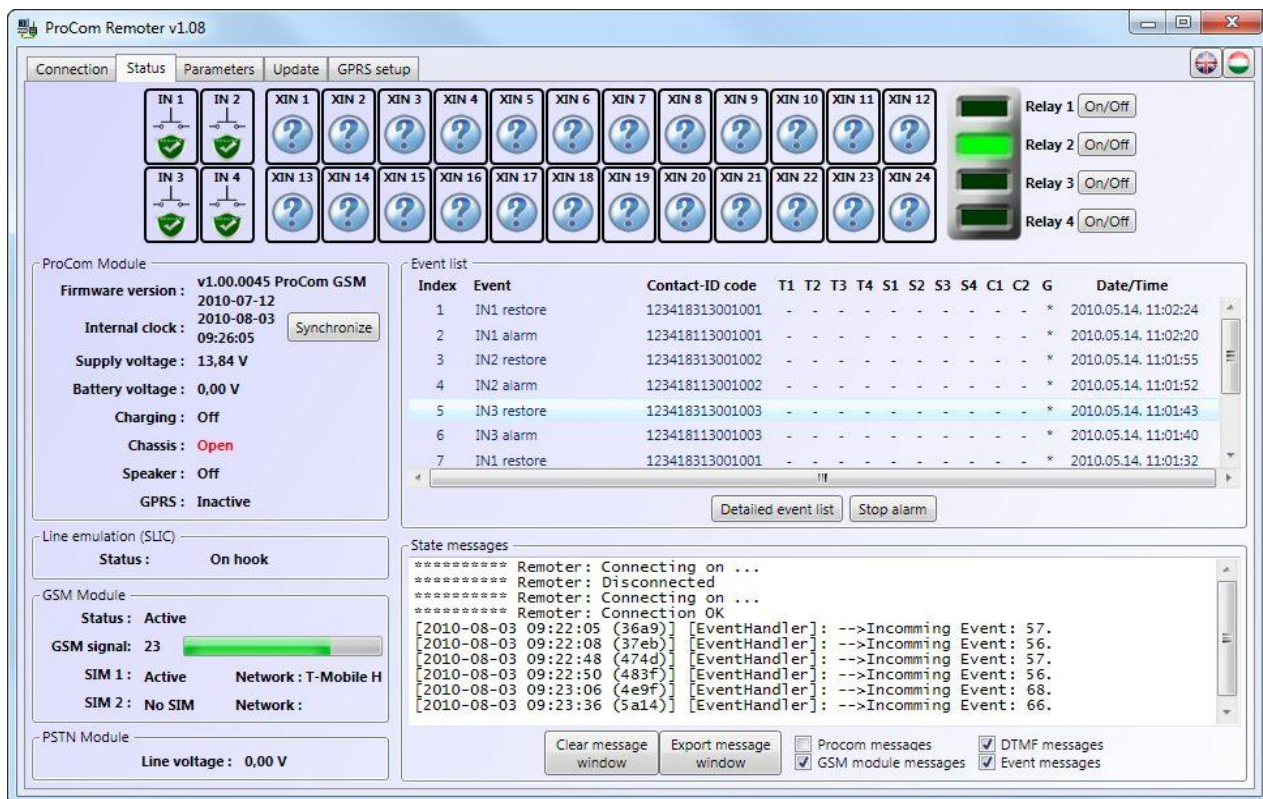 ProCom Remoter v1.08
Connection Status Parameters Update GPRS setup
IN 1 IN 2 XIN 1 XIN 2 XIN 3 XIN 4 XIN 5 XIN 6 XIN 7 XIN 8 XIN 9 XIN 10 XIN 11 XIN 12
Relay 1 On/Off
Relay 2 On/Off
IN 3 IN 4 XIN 13 XIN 14 XIN 15 XIN 16 XIN 17 XIN 18 XIN 19 XIN 20 XIN 21 XIN 22 XIN 23 XIN 24
Relay 3 On/Off
Relay 4 On/Off
ProCom Module
Firmware version : v1.00.0045 ProCom GSM
2010-07-12
Internal clock : 2010-08-03
09:26:05
Synchronize
Supply voltage : 13,84 V
Battery voltage : 0,00 V
Charging : Off
Chassis : Open
Speaker : Off
GPRS : Inactive
Line emulation (SLIC)
Status : On hook
GSM Module
Status : Active
GSM signal: 23
SIM 1 : Active Network : T-Mobile H
SIM 2 : No SIM Network :
PSTN Module
Line voltage : 0,00 V
Event list
Index Event Contact-ID code T1 T2 T3 T4 S1 S2 S3 S4 C1 C2 G Date/Time
1 IN1 restore 123418313001001 - - - - - - - - - - * 2010.05.14. 11:02:24
2 IN1 alarm 123418113001001 - - - - - - - - - - * 2010.05.14. 11:02:20
3 IN2 restore 123418313001002 - - - - - - - - - - * 2010.05.14. 11:01:55
4 IN2 alarm 123418113001002 - - - - - - - - - - * 2010.05.14. 11:01:52
5 IN3 restore 123418313001003 - - - - - - - - - - * 2010.05.14. 11:01:43
6 IN3 alarm 123418113001003 - - - - - - - - - - * 2010.05.14. 11:01:40
7 IN1 restore 123418313001001 - - - - - - - - - - * 2010.05.14. 11:01:32
Detailed event list Stop alarm
State messages
********** Remoter: Connecting on ...
********** Remoter: Disconnected
********** Remoter: Connecting on ...
********** Remoter: Connection OK
[2010-08-03 09:22:05 (36a9)] [EventHandler]: -->Incomming Event: 57.
[2010-08-03 09:22:08 (37eb)] [EventHandler]: -->Incomming Event: 56.
[2010-08-03 09:22:48 (474d)] [EventHandler]: -->Incomming Event: 57.
[2010-08-03 09:22:50 (483f)] [EventHandler]: -->Incomming Event: 56.
[2010-08-03 09:23:06 (4e9f)] [EventHandler]: -->Incomming Event: 68.
[2010-08-03 09:23:36 (5a14)] [EventHandler]: -->Incomming Event: 66.
Clear message window
Export message window
Procom messages
DTMF messages
GSM module messages
Event messages